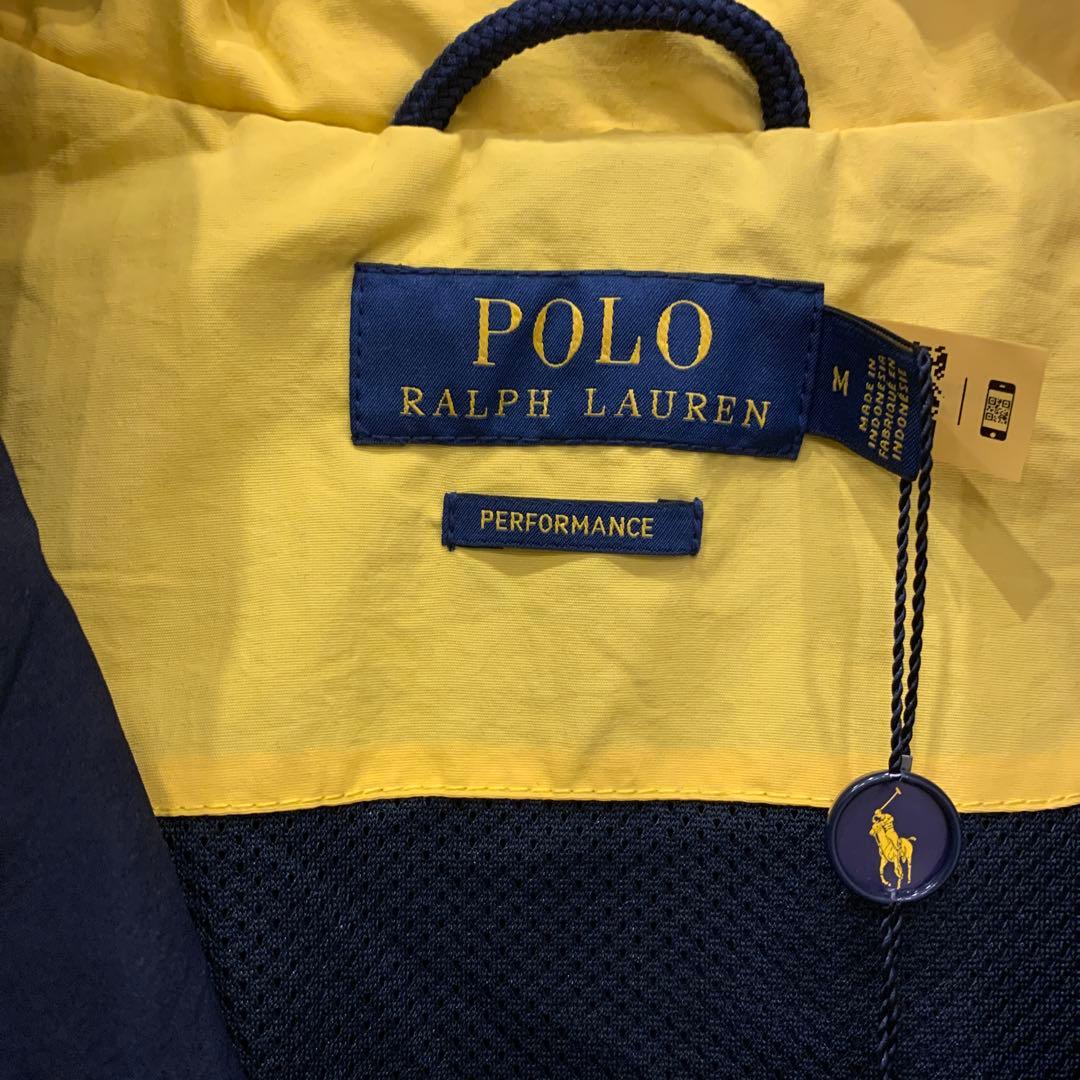 POLO
RALPH LAUREN
M
MADE IN
INDONESIA
FABRIQUÉ EN
INDONÉSIE
PERFORMANCE